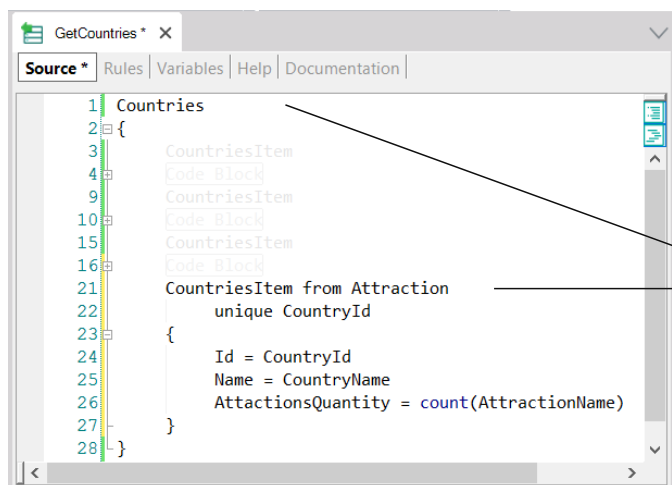 GetCountries *
Source * Rules Variables Help Documentation
1 Countries
2 {
3 CountriesItem
4 Code Block
9 CountriesItem
10 Code Block
15 CountriesItem
16 Code Block
21 CountriesItem from Attraction
22 unique CountryId
23 {
24 Id = CountryId
25 Name = CountryName
26 AttactionsQuantity = count(AttractionName)
27 }
28 }